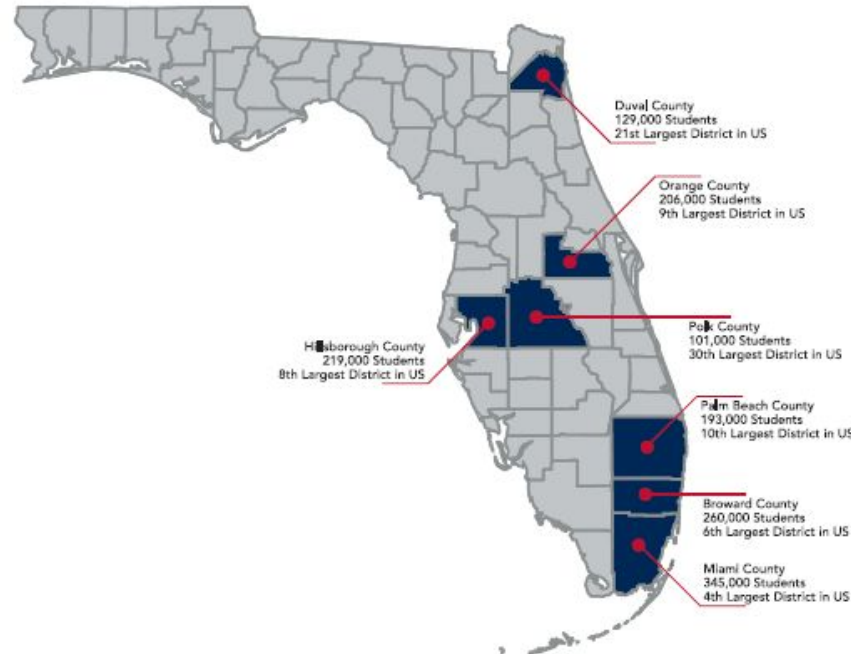 Duval County
129,000 Students
21st Largest District in US
Orange County
206,000 Students
9th Largest District in US
Polk County
101,000 Students
30th Largest District in US
Hillsborough County
219,000 Students
8th Largest District in US
Palm Beach County
193,000 Students
10th Largest District in US
Broward County
260,000 Students
6th Largest District in US
Miami County
345,000 Students
4th Largest District in US